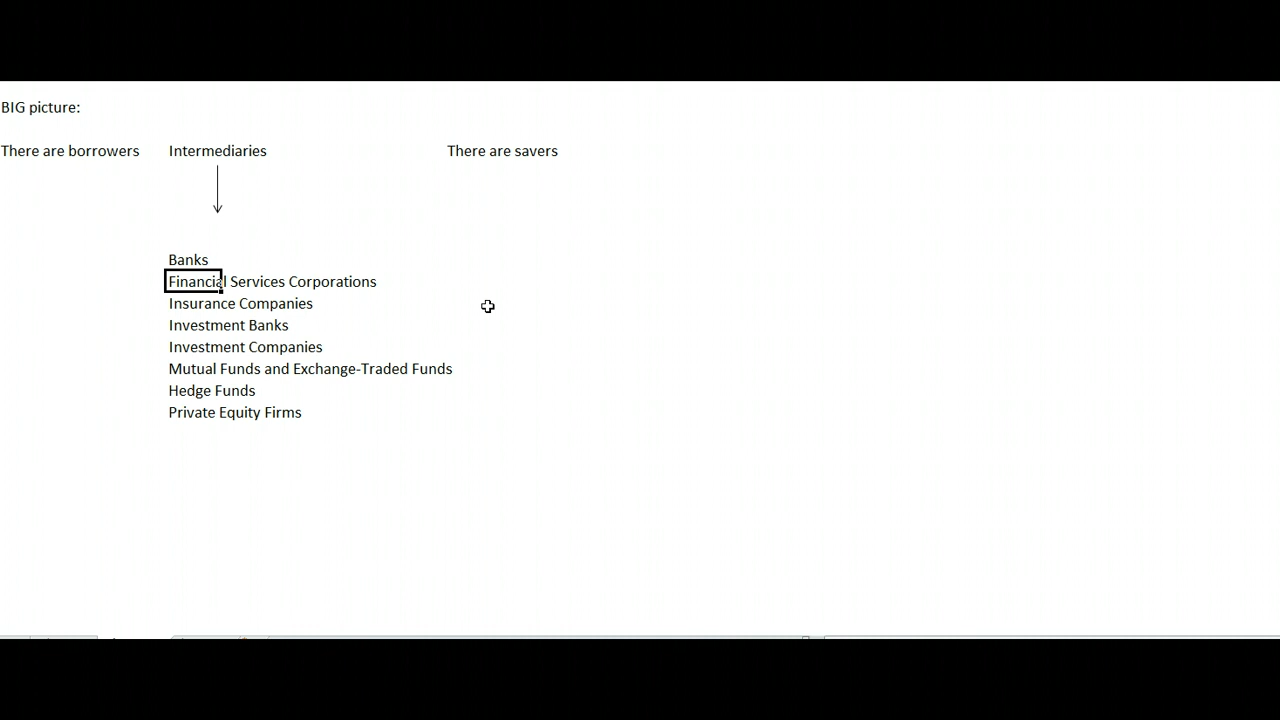 BIG picture:
There are borrowers Intermediaries There are savers
Banks
Financial Services Corporations
Insurance Companies
Investment Banks
Investment Companies
Mutual Funds and Exchange-Traded Funds
Hedge Funds
Private Equity Firms